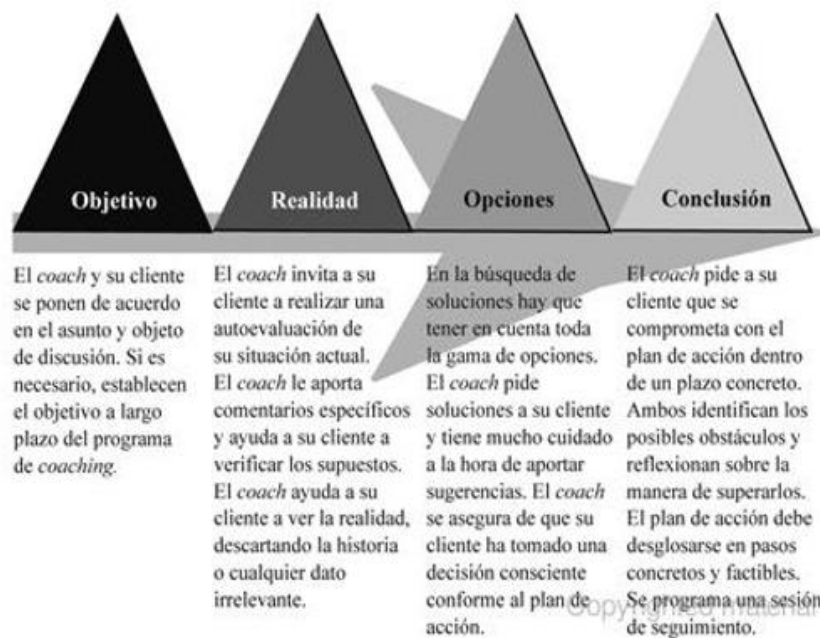 Objetivo
Realidad
Opciones
Conclusión
El coach y su cliente
se ponen de acuerdo
en el asunto y objeto
de discusión. Si es
necesario, establecen
el objetivo a largo
plazo del programa
de coaching.
El coach invita a su
cliente a realizar una
autoevaluación de
su situación actual.
El coach le aporta
comentarios específicos
y ayuda a su cliente a
verificar los supuestos.
El coach ayuda a su
cliente a ver la realidad,
descartando la historia
o cualquier dato
irrelevante.
En la búsqueda de
soluciones hay que
tener en cuenta toda
la gama de opciones.
El coach pide
soluciones a su cliente
y tiene mucho cuidado
a la hora de aportar
sugerencias. El coach
se asegura de que su
cliente ha tomado una
decisión consciente
conforme al plan de
acción.
El coach pide a su
cliente que se
comprometa con el
plan de acción dentro
de un plazo concreto.
Ambos identifican los
posibles obstáculos y
reflexionan sobre la
manera de superarlos.
El plan de acción debe
desglosarse en pasos
concretos y factibles.
Se programa una sesión
de seguimiento.
Copyrighted material